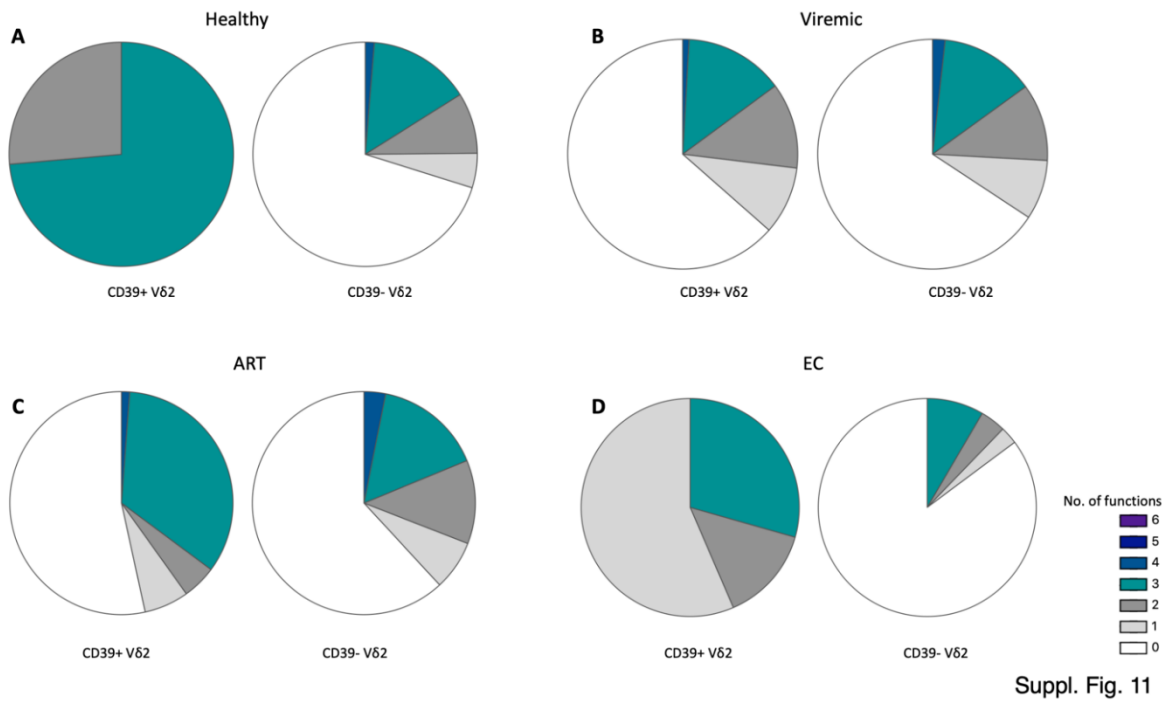 Healthy
Viremic
A
B
CD39+ Vδ2
CD39- Vδ2
CD39+ Vδ2
CD39- Vδ2
ART
EC
C
D
No. of functions
6
5
4
3
2
1
0
CD39+ Vδ2
CD39- Vδ2
CD39+ Vδ2
CD39- Vδ2
Suppl. Fig. 11